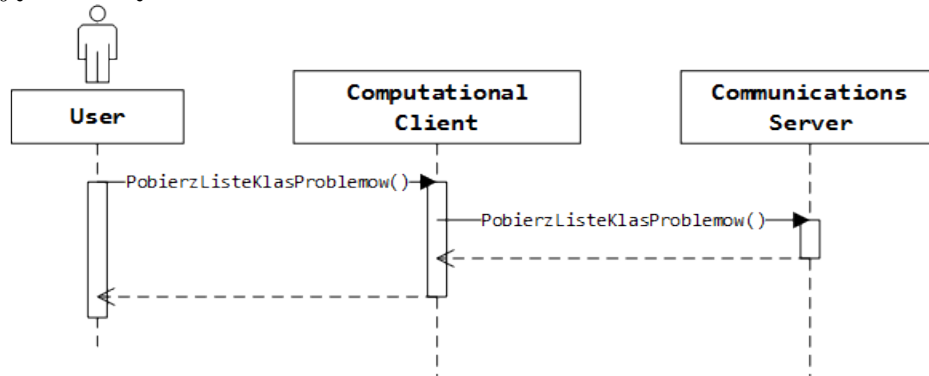 User
Computational
Client
Communications
Server
PobierzListeKlasProblemow()
PobierzListeKlasProblemow()